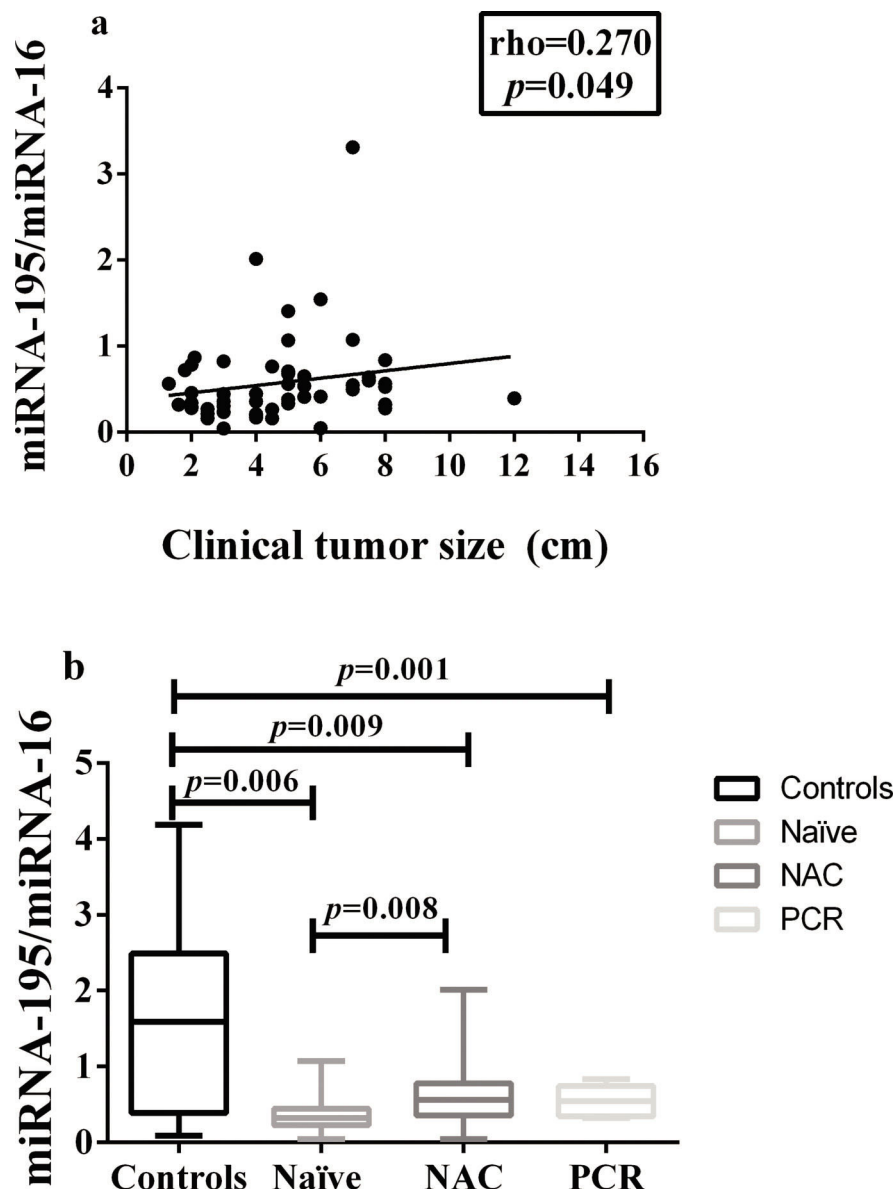 a
rho=0.270
p=0.049
miRNA-195/miRNA-16
4
3
2
1
0
0 2 4 6 8 10 12 14 16
Clinical tumor size (cm)
b
p=0.001
p=0.009
p=0.006
p=0.008
miRNA-195/miRNA-16
5
4
3
2
1
0
Controls Naïve NAC PCR
Controls
Naïve
NAC
PCR